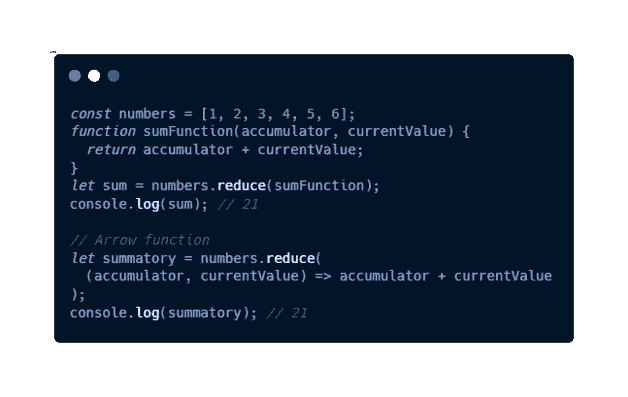 const numbers = [1, 2, 3, 4, 5, 6];
function sumFunction(accumulator, currentValue) {
  return accumulator + currentValue;
}
let sum = numbers.reduce(sumFunction);
console.log(sum); // 21

// Arrow function
let summatory = numbers.reduce(
  (accumulator, currentValue) => accumulator + currentValue
);
console.log(summatory); // 21